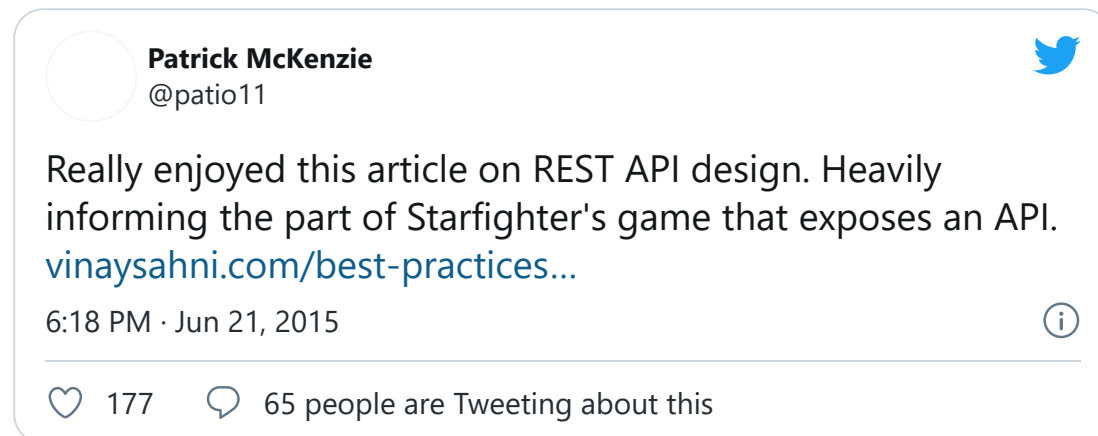 Patrick McKenzie
@patio11
Really enjoyed this article on REST API design. Heavily
informing the part of Starfighter's game that exposes an API.
vinaysahni.com/best-practices…
6:18 PM · Jun 21, 2015
177 65 people are Tweeting about this